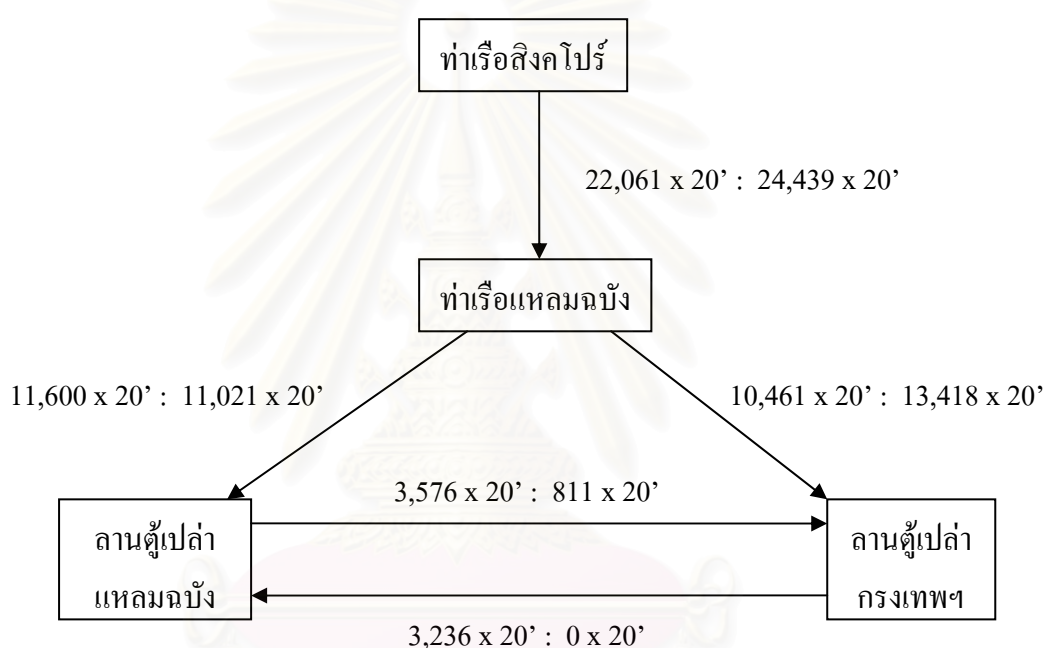 ท่าเรือสิงคโปร์
22,061 x 20’ : 24,439 x 20’
ท่าเรือแหลมฉบัง
11,600 x 20’ : 11,021 x 20’
10,461 x 20’ : 13,418 x 20’
3,576 x 20’ : 811 x 20’
ลานตู้เปล่า
แหลมฉบัง
ลานตู้เปล่า
กรุงเทพฯ
3,236 x 20’ : 0 x 20’